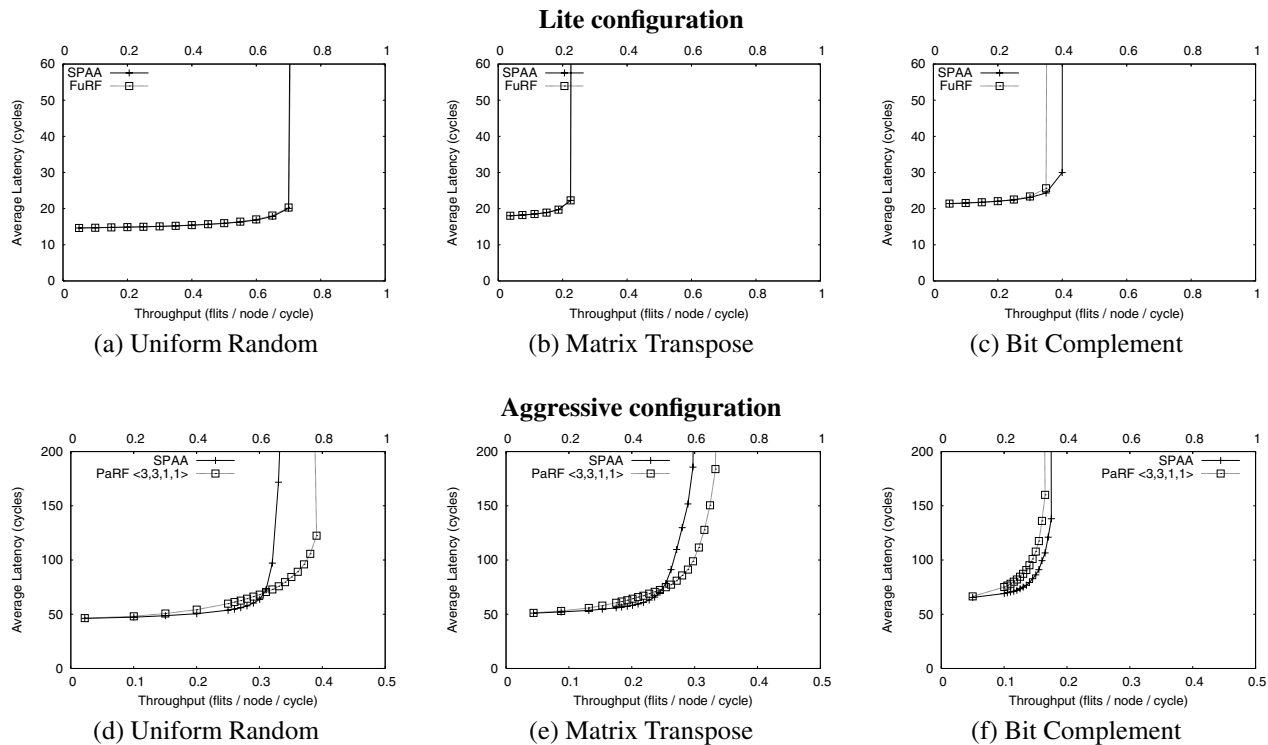 Lite configuration
0 0.2 0.4 0.6 0.8 1
0 0.2 0.4 0.6 0.8 1
0 0.2 0.4 0.6 0.8 1
60
50
40
30
20
10
0
Average Latency (cycles)
SPAA
FuRF
0 0.2 0.4 0.6 0.8 1
Throughput (flits / node / cycle)
(a) Uniform Random
60
50
40
30
20
10
0
Average Latency (cycles)
SPAA
FuRF
0 0.2 0.4 0.6 0.8 1
Throughput (flits / node / cycle)
(b) Matrix Transpose
60
50
40
30
20
10
0
Average Latency (cycles)
SPAA
FuRF
0 0.2 0.4 0.6 0.8 1
Throughput (flits / node / cycle)
(c) Bit Complement
Aggressive configuration
0 0.2 0.4 0.6 0.8 1
0 0.2 0.4 0.6 0.8 1
0 0.2 0.4 0.6 0.8 1
200
150
100
50
0
Average Latency (cycles)
SPAA
PaRF <3,3,1,1>
0 0.1 0.2 0.3 0.4 0.5
Throughput (flits / node / cycle)
(d) Uniform Random
200
150
100
50
0
Average Latency (cycles)
SPAA
PaRF <3,3,1,1>
0 0.1 0.2 0.3 0.4 0.5
Throughput (flits / node / cycle)
(e) Matrix Transpose
200
150
100
50
0
Average Latency (cycles)
SPAA
PaRF <3,3,1,1>
0 0.1 0.2 0.3 0.4 0.5
Throughput (flits / node / cycle)
(f) Bit Complement